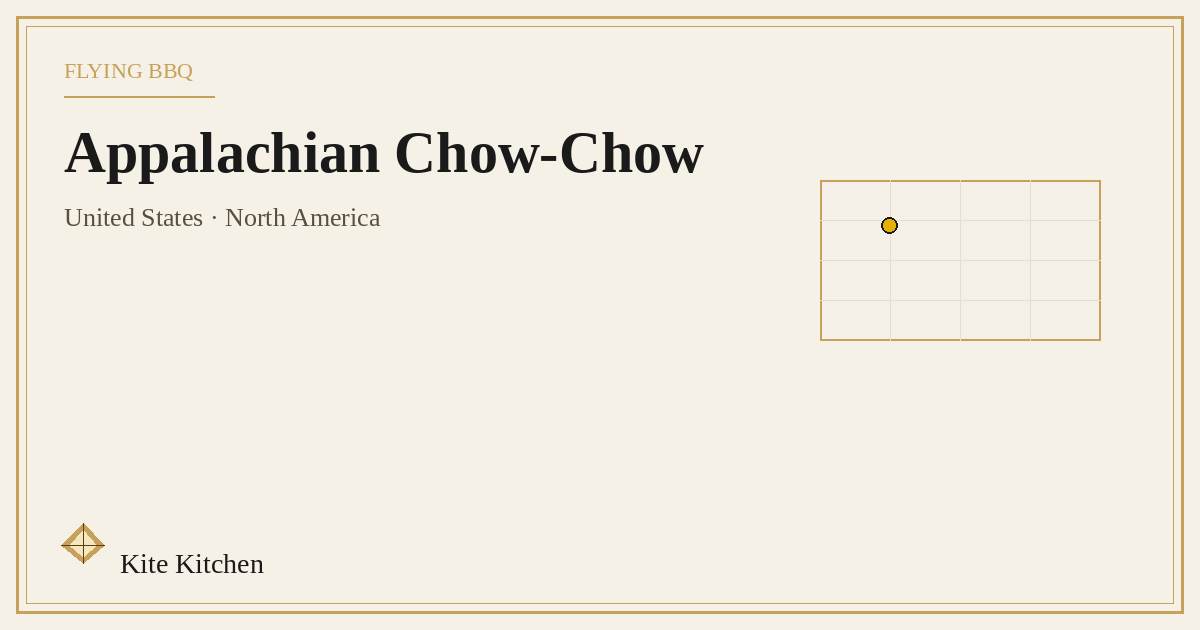 FLYING BBQ
Appalachian Chow-Chow
United States · North America
Kite Kitchen